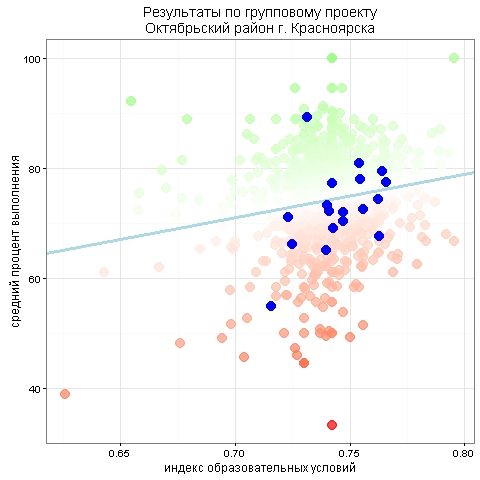 Результаты по групповому проекту
Октябрьский район г. Красноярска
средний процент выполнения
100
80
60
40
0.65 0.70 0.75 0.80
индекс образовательных условий